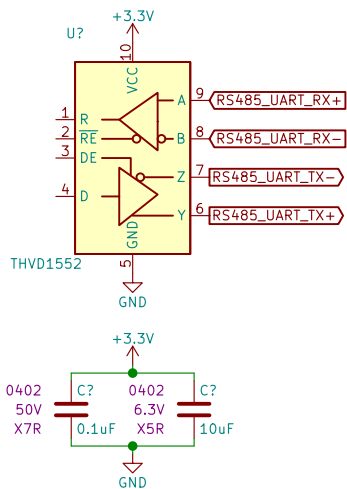 +3.3V
U?
10
VCC
9 A RS485_UART_RX+
1 R
8 B RS485_UART_RX-
2 RE
3 DE
7 Z RS485_UART_TX-
4 D
6 Y RS485_UART_TX+
GND
5
THVD1552
GND
+3.3V
0402 C?
50V
X7R 0.1uF
0402 C?
6.3V
X5R 10uF
GND